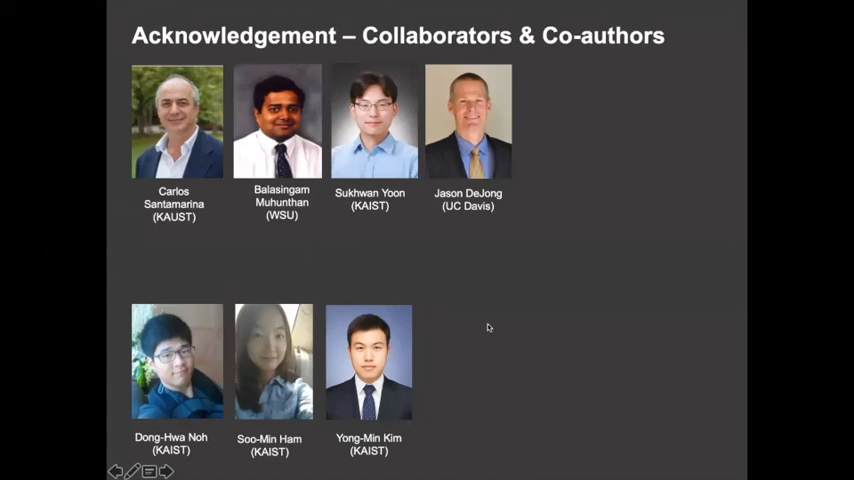 Acknowledgement – Collaborators & Co-authors
Carlos
Santamarina
(KAUST)
Balasingam
Muhunthan
(WSU)
Sukhwan Yoon
(KAIST)
Jason DeJong
(UC Davis)
Dong-Hwa Noh
(KAIST)
Soo-Min Ham
(KAIST)
Yong-Min Kim
(KAIST)